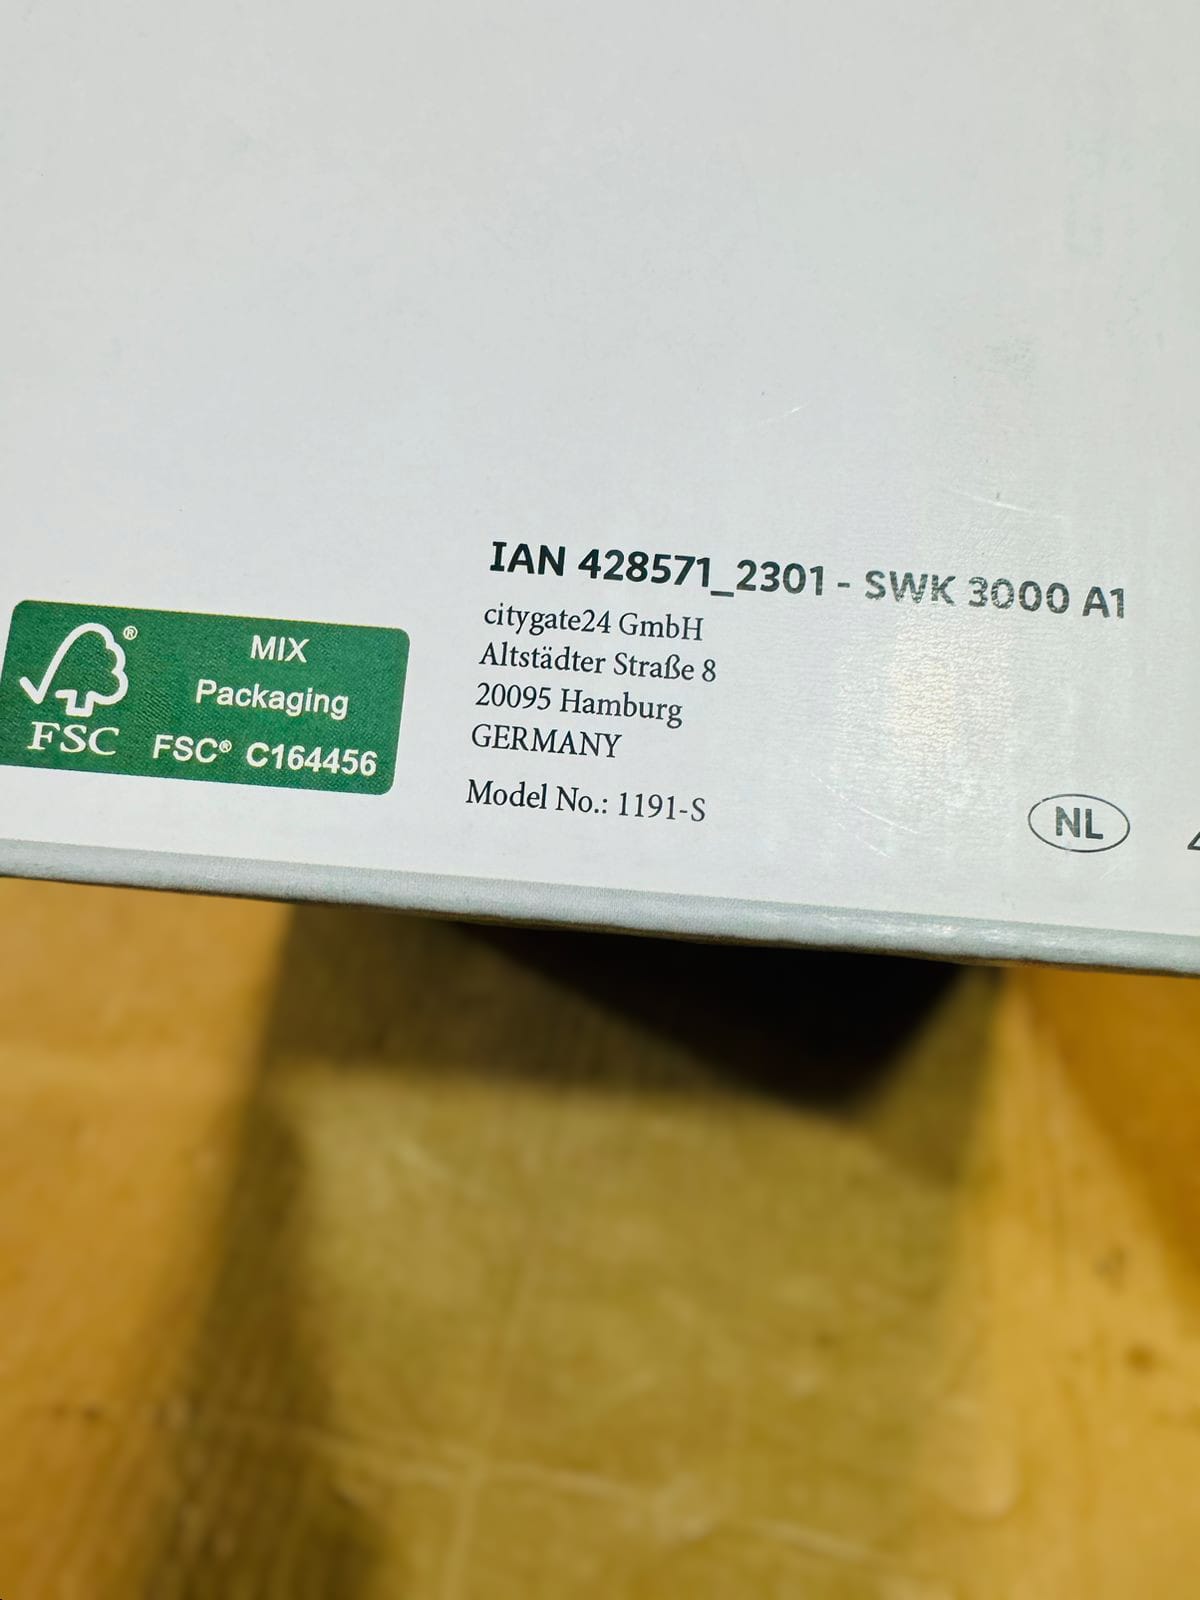 IAN 428571_2301 - SWK 3000 A1
citygate24 GmbH
Altstädter Straße 8
20095 Hamburg
GERMANY
Model No.: 1191-S
®
MIX
Packaging
FSC
FSC® C164456
NL